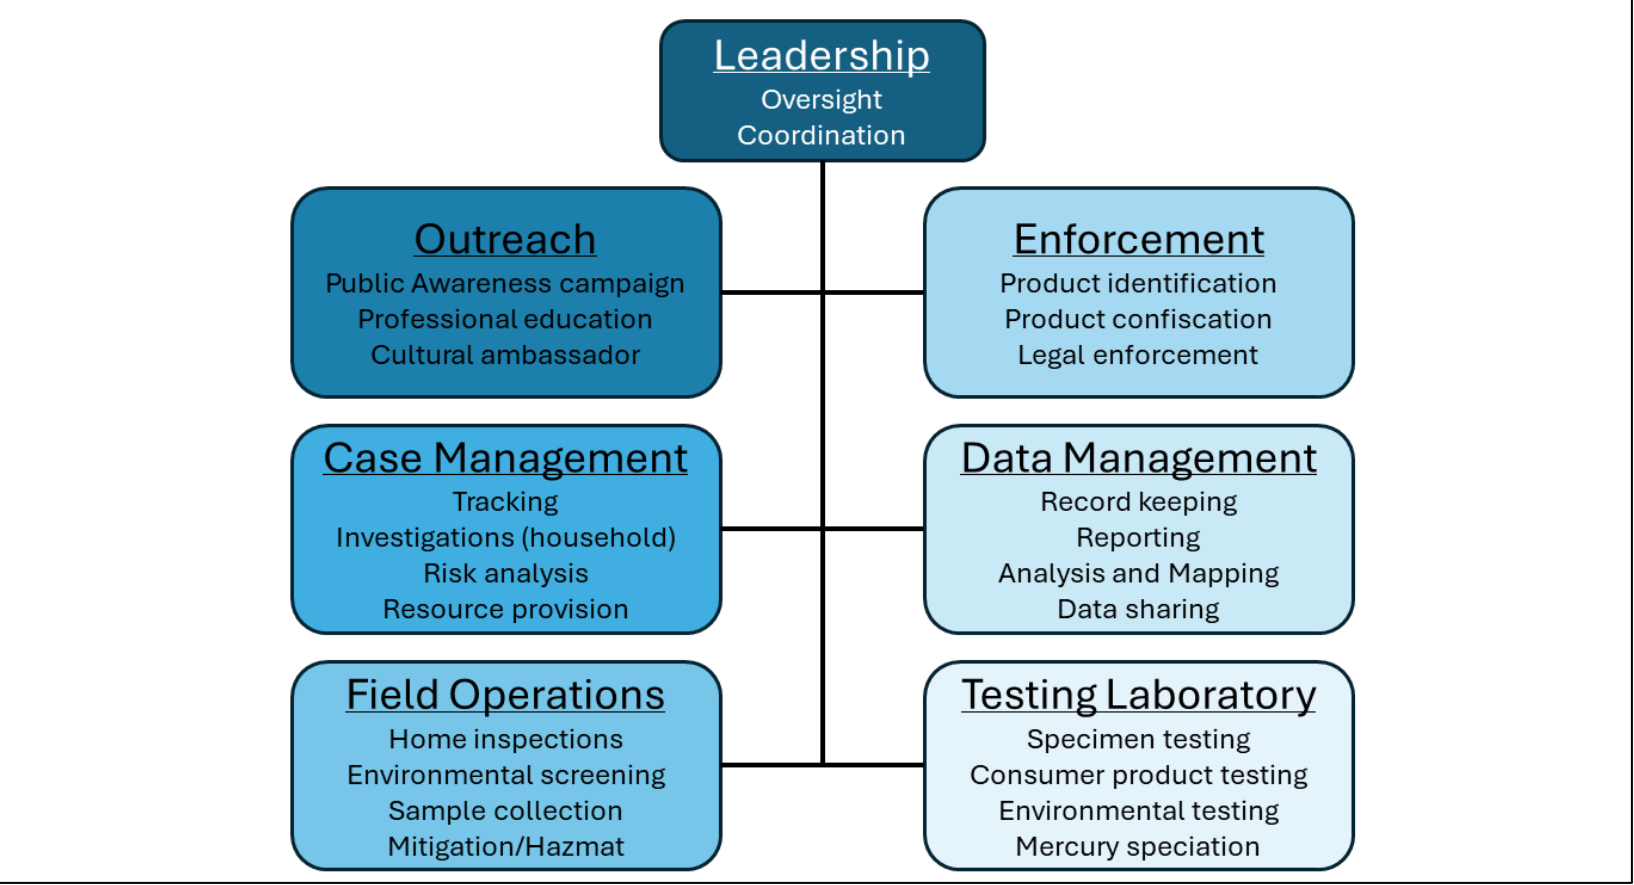 Leadership
Oversight
Coordination
Outreach
Public Awareness campaign
Professional education
Cultural ambassador
Enforcement
Product identification
Product confiscation
Legal enforcement
Case Management
Tracking
Investigations (household)
Risk analysis
Resource provision
Data Management
Record keeping
Reporting
Analysis and Mapping
Data sharing
Field Operations
Home inspections
Environmental screening
Sample collection
Mitigation/Hazmat
Testing Laboratory
Specimen testing
Consumer product testing
Environmental testing
Mercury speciation